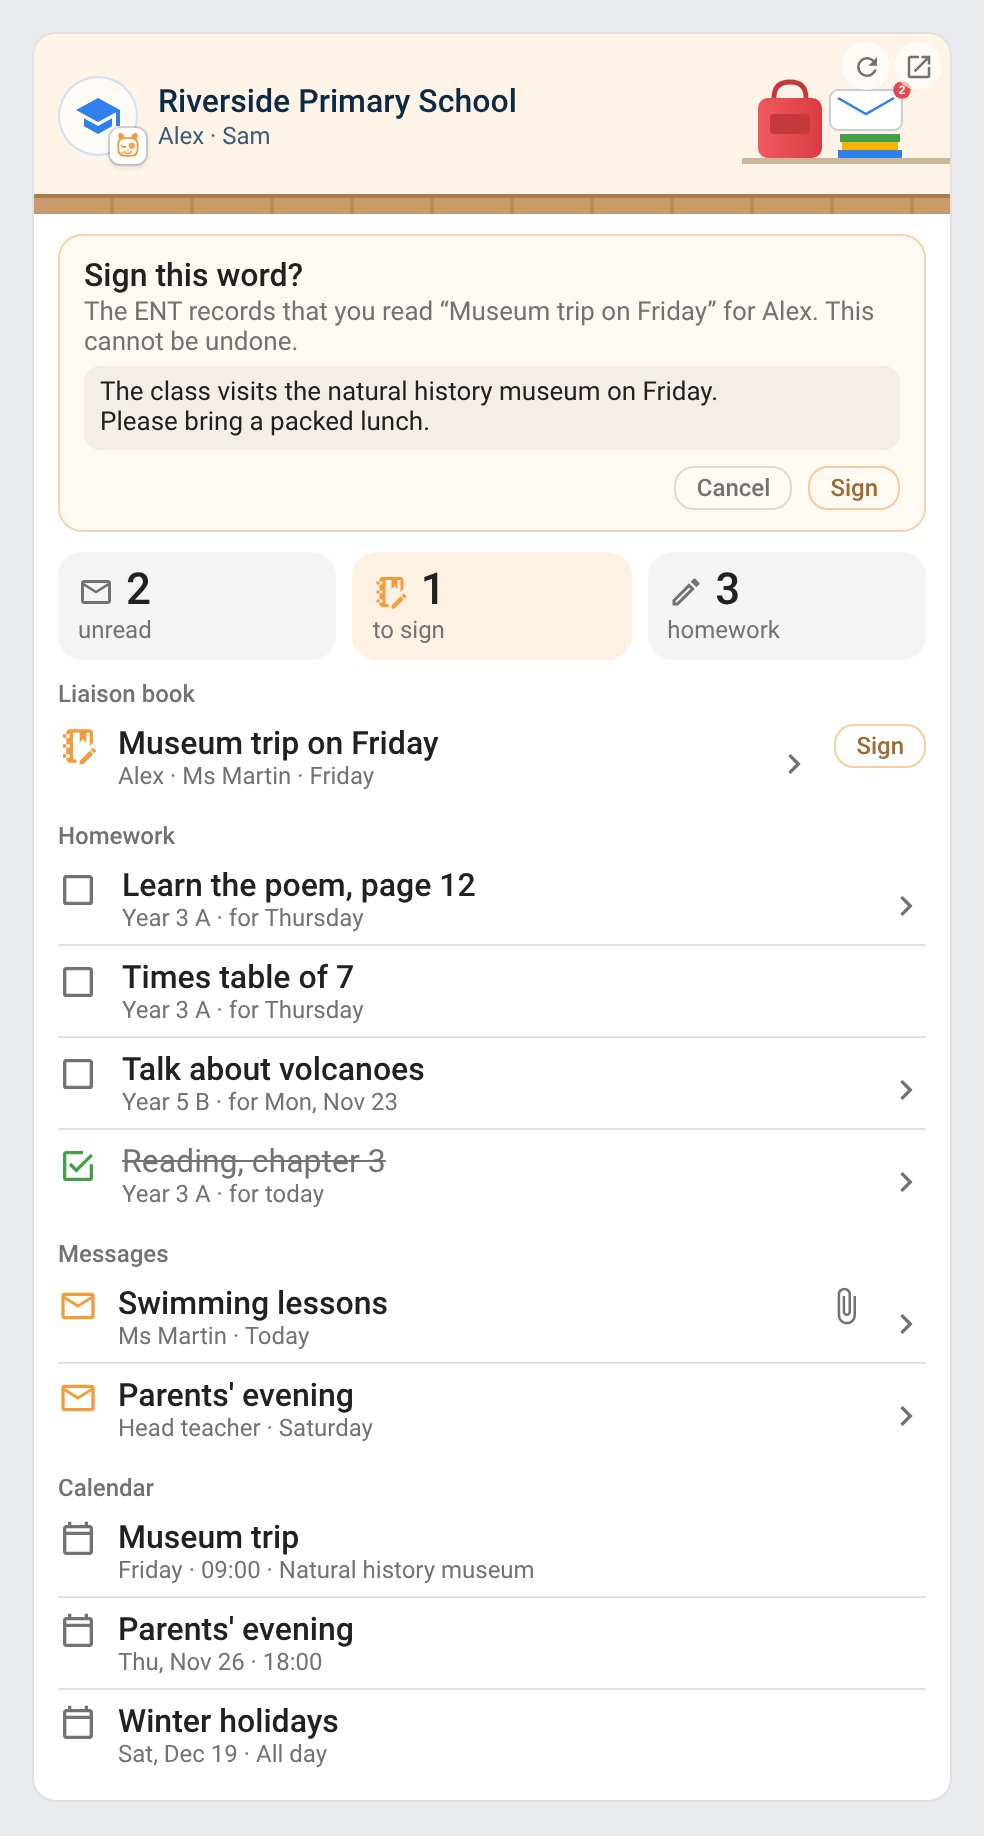 Riverside Primary School
Alex · Sam
2
Sign this word?
The ENT records that you read “Museum trip on Friday” for Alex. This
cannot be undone.
The class visits the natural history museum on Friday.
Please bring a packed lunch.
Cancel
Sign
2
unread
1
to sign
3
homework
Liaison book
Museum trip on Friday
Alex · Ms Martin · Friday
Sign
Homework
Learn the poem, page 12
Year 3 A · for Thursday
Times table of 7
Year 3 A · for Thursday
Talk about volcanoes
Year 5 B · for Mon, Nov 23
Reading, chapter 3
Year 3 A · for today
Messages
Swimming lessons
Ms Martin · Today
Parents' evening
Head teacher · Saturday
Calendar
Museum trip
Friday · 09:00 · Natural history museum
Parents' evening
Thu, Nov 26 · 18:00
Winter holidays
Sat, Dec 19 · All day